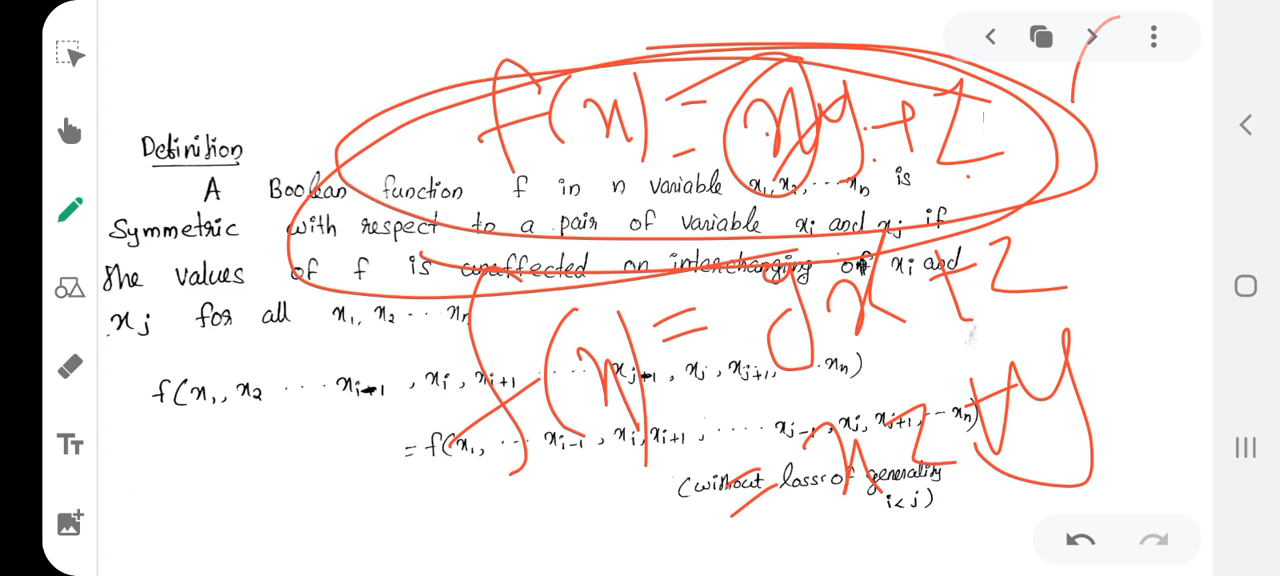 f(x) = xy + z
Definition
A Boolean function f in n variable x₁, x₂, ... xₙ is
Symmetric with respect to a pair of variable xᵢ and xⱼ if
the values of f is unaffected on interchanging of xᵢ and
xⱼ for all x₁, x₂ ... xₙ
f(x) = yx + z
f(x₁, x₂ ... xᵢ₋₁, xᵢ, xᵢ₊₁ ... xⱼ₊₁, xⱼ, xⱼ₊₁, ... xₙ)
= f(x₁, ... xᵢ₋₁, xᵢ, xᵢ₊₁, .... xⱼ₋₁, xⱼ, xⱼ₊₁, ... xₙ)
= xz + y
(without loss of generality
i < j)
Tт